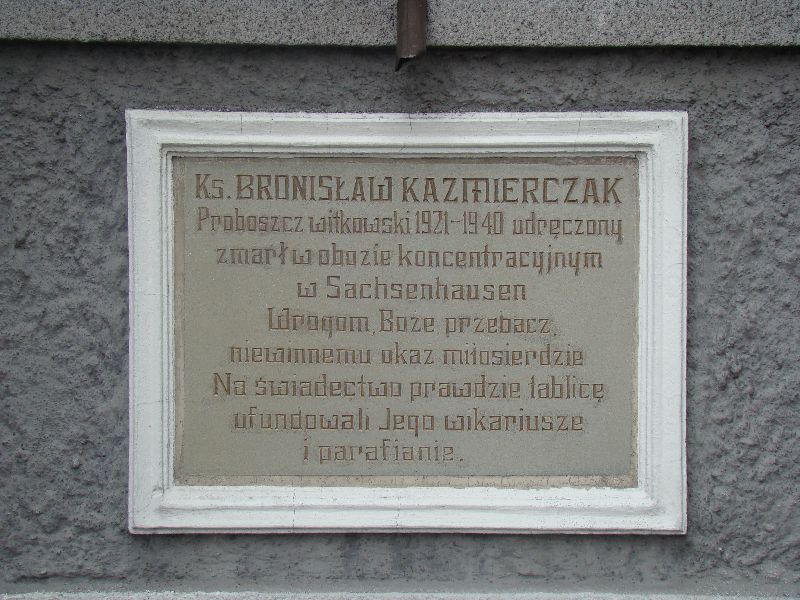 Ks. BRONISŁAW KAZMIERCZAK
Proboszcz witkowski 1921-1940 udręczony
zmarł w obozie koncentracyjnym
w Sachsenhausen
Wrogom, Boże przebacz,
niewinnemu okaż miłosierdzie
Na świadectwo prawdzie tablicę
ufundowali Jego wikariusze
i parafianie.